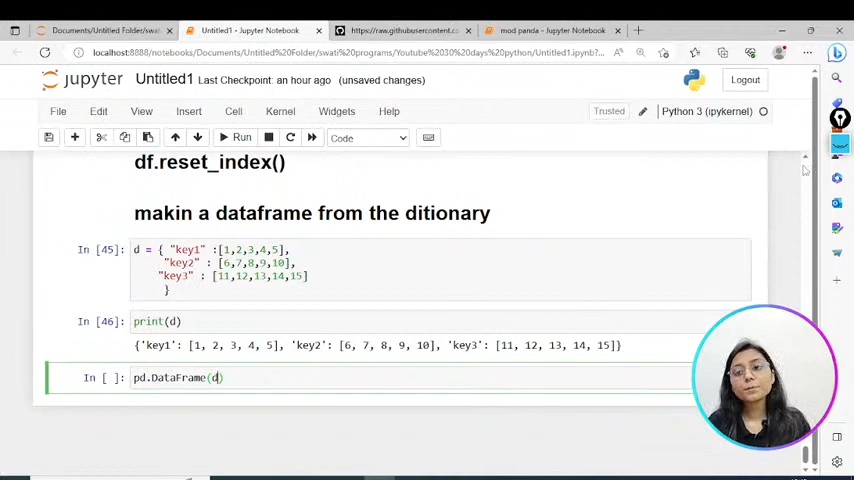 Documents/Untitled Folder/swati
Untitled1 - Jupyter Notebook
https://raw.githubusercontent.co
mod panda - Jupyter Notebook
localhost:8888/notebooks/Documents/Untitled%20Folder/swati%20programs/Youtube%2030%20days%20python/Untitled1.ipynb?...
jupyter Untitled1 Last Checkpoint: an hour ago (unsaved changes)
Logout
File Edit View Insert Cell Kernel Widgets Help
Trusted
Python 3 (ipykernel)
Run
Code
df.reset_index()
makin a dataframe from the ditionary
In [45]: d = { "key1" :[1,2,3,4,5],
"key2" : [6,7,8,9,10],
"key3" : [11,12,13,14,15]
}
In [46]: print(d)
{'key1': [1, 2, 3, 4, 5], 'key2': [6, 7, 8, 9, 10], 'key3': [11, 12, 13, 14, 15]}
In [ ]: pd.DataFrame(d)